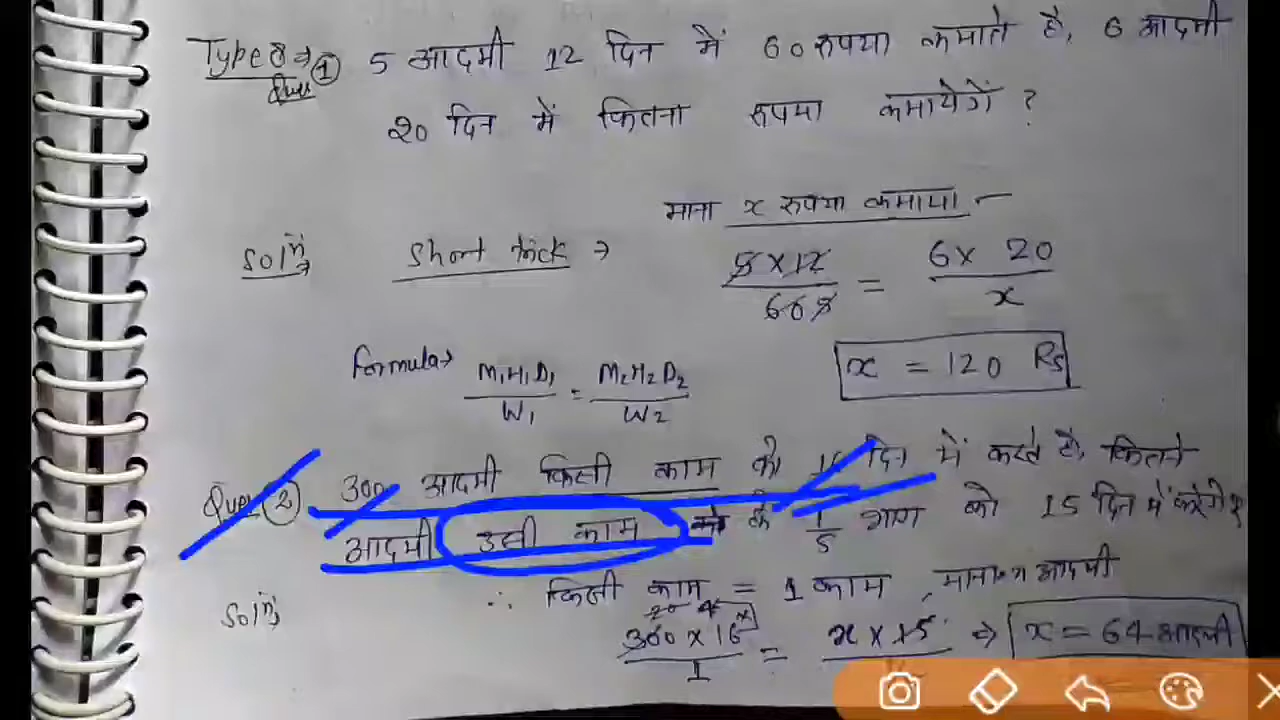 Type 8 ⇒ ① 5 आदमी 12 दिन में 60 रुपया कमाते है, 6 आदमी
Ques
20 दिन में कितना रुपया कमायेगें ?
माना x रुपया कमाया –
Solⁿ Short trick → 5 × 12 / 60 = 6 × 20 / x
x = 120 Rs
formula → M₁H₁D₁ / W₁ = M₂H₂D₂ / W₂
Ques ② 300 आदमी किसी काम को 16 दिन में करते है, कितने
आदमी उसी काम के 1/5 भाग को 15 दिन में करेंगे ?
Solⁿ ∴ किसी काम = 1 काम , माना x आदमी
300 × 16 / 1 = x × 15 ⇒ x = 64 आदमी